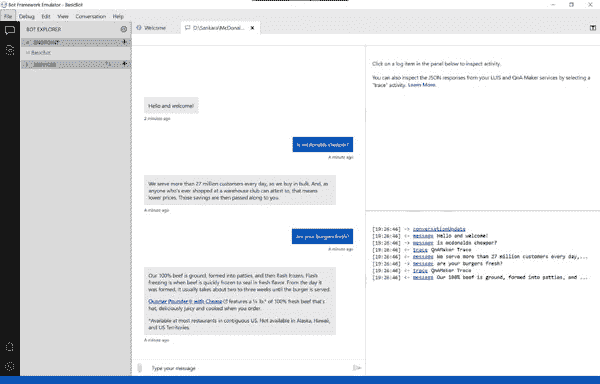 Bot Framework Emulator - BasicBot
File Debug Edit View Conversation Help
BOT EXPLORER
Welcome
D:\Sankara\McDonal...
ENDPOINT
BasicBot
SERVICES
Click on a log item in the panel below to inspect activity.
You can also inspect the JSON responses from your LUIS and QnA Maker services by selecting a
"trace" activity. Learn More.
Hello and welcome!
2 minutes ago
is mcdonalds cheaper?
A minute ago
We serve more than 27 million customers every day, so we buy in bulk. And, as
anyone who's ever shopped at a warehouse club can attest to, that means
lower prices. Those savings are then passed along to you.
A minute ago
Are your burgers fresh?
A minute ago
Our 100% beef is ground, formed into patties, and then flash frozen. Flash
freezing is when beef is quickly frozen to seal in fresh flavor. From the day it
was formed, it usually takes about two to three weeks until the burger is served.
Quarter Pounder® with Cheese features a ¼ lb.* of 100% fresh beef that's
hot, deliciously juicy and cooked when you order.
*Available at most restaurants in contiguous US. Not available in Alaska, Hawaii,
and US Territories.
A minute ago
Type your message
[19:26:46] -> conversationUpdate
[19:26:46] <- message Hello and welcome!
[19:26:46] -> message is mcdonalds cheaper?
[19:26:46] <- trace QnAMaker Trace
[19:26:46] <- message We serve more than 27 million customers every day,...
[19:26:46] -> message are your burgers fresh?
[19:26:46] <- trace QnAMaker Trace
[19:26:46] <- message Our 100% beef is ground, formed into patties, and ...